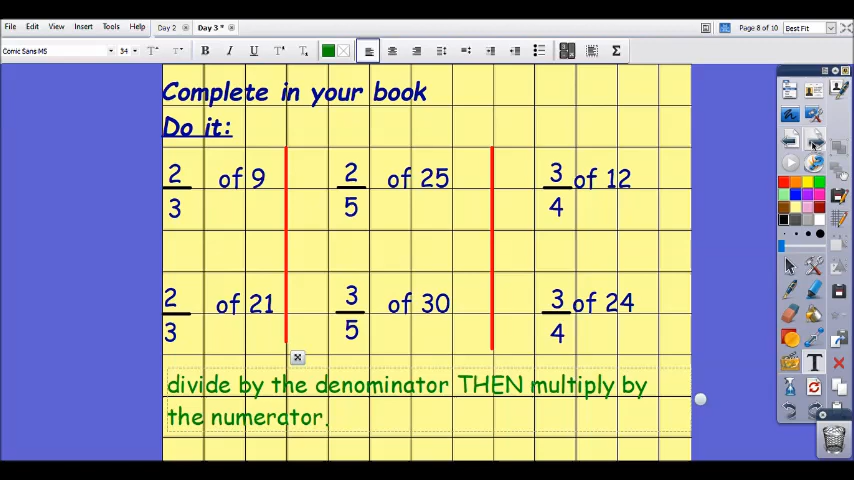 File Edit View Insert Tools Help Day 2 Day 3 * Page 8 of 10 Best Fit
Comic Sans MS 34 B I U
Complete in your book
Do it:
2/3 of 9 2/5 of 25 3/4 of 12
2/3 of 21 3/5 of 30 3/4 of 24
divide by the denominator THEN multiply by
the numerator.